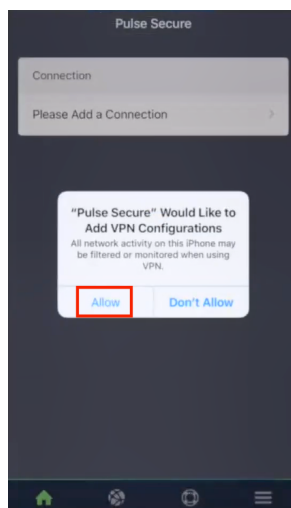 Pulse Secure
Connection
Please Add a Connection
"Pulse Secure" Would Like to
Add VPN Configurations
All network activity on this iPhone may
be filtered or monitored when using
VPN.
Allow
Don't Allow